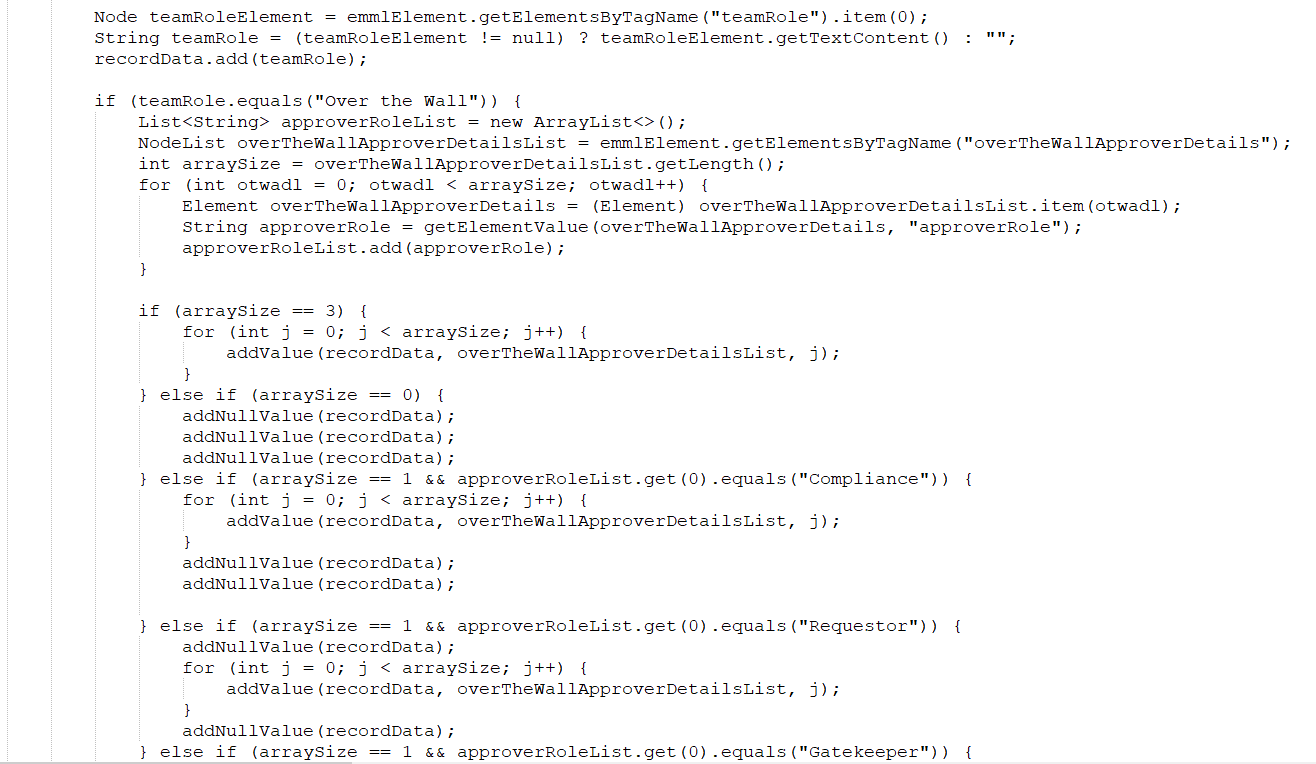 Node teamRoleElement = emmlElement.getElementsByTagName("teamRole").item(0);
String teamRole = (teamRoleElement != null) ? teamRoleElement.getTextContent() : "";
recordData.add(teamRole);
if (teamRole.equals("Over the Wall")) {
List<String> approverRoleList = new ArrayList<>();
NodeList overTheWallApproverDetailsList = emmlElement.getElementsByTagName("overTheWallApproverDetails");
int arraySize = overTheWallApproverDetailsList.getLength();
for (int otwadl = 0; otwadl < arraySize; otwadl++) {
Element overTheWallApproverDetails = (Element) overTheWallApproverDetailsList.item(otwadl);
String approverRole = getElementValue(overTheWallApproverDetails, "approverRole");
approverRoleList.add(approverRole);
}
if (arraySize == 3) {
for (int j = 0; j < arraySize; j++) {
addValue(recordData, overTheWallApproverDetailsList, j);
}
} else if (arraySize == 0) {
addNullValue(recordData);
addNullValue(recordData);
addNullValue(recordData);
} else if (arraySize == 1 && approverRoleList.get(0).equals("Compliance")) {
for (int j = 0; j < arraySize; j++) {
addValue(recordData, overTheWallApproverDetailsList, j);
}
addNullValue(recordData);
addNullValue(recordData);
} else if (arraySize == 1 && approverRoleList.get(0).equals("Requestor")) {
addNullValue(recordData);
for (int j = 0; j < arraySize; j++) {
addValue(recordData, overTheWallApproverDetailsList, j);
}
addNullValue(recordData);
} else if (arraySize == 1 && approverRoleList.get(0).equals("Gatekeeper")) {